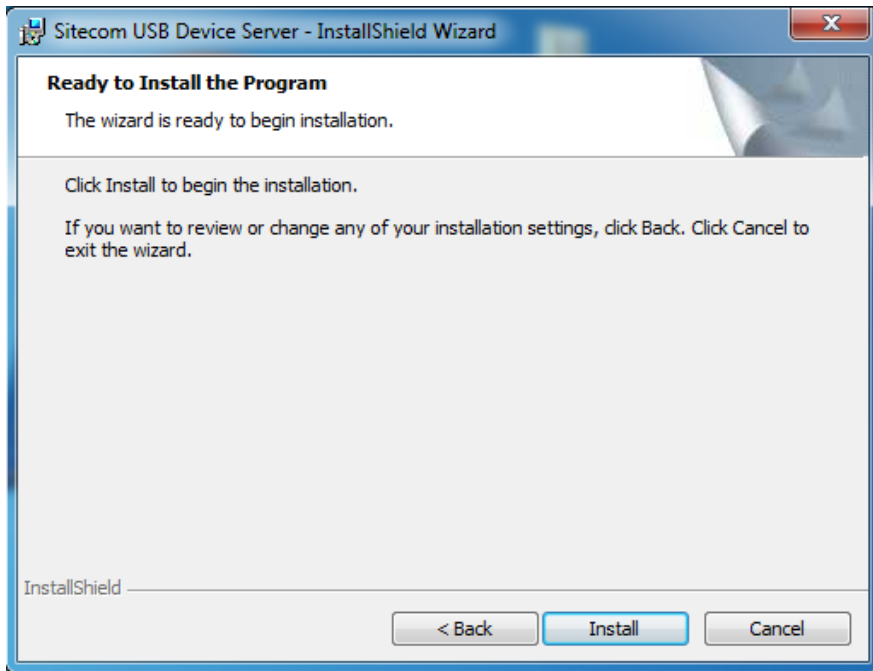 Sitecom USB Device Server - InstallShield Wizard
Ready to Install the Program
The wizard is ready to begin installation.
Click Install to begin the installation.
If you want to review or change any of your installation settings, click Back. Click Cancel to
exit the wizard.
InstallShield
< Back
Install
Cancel